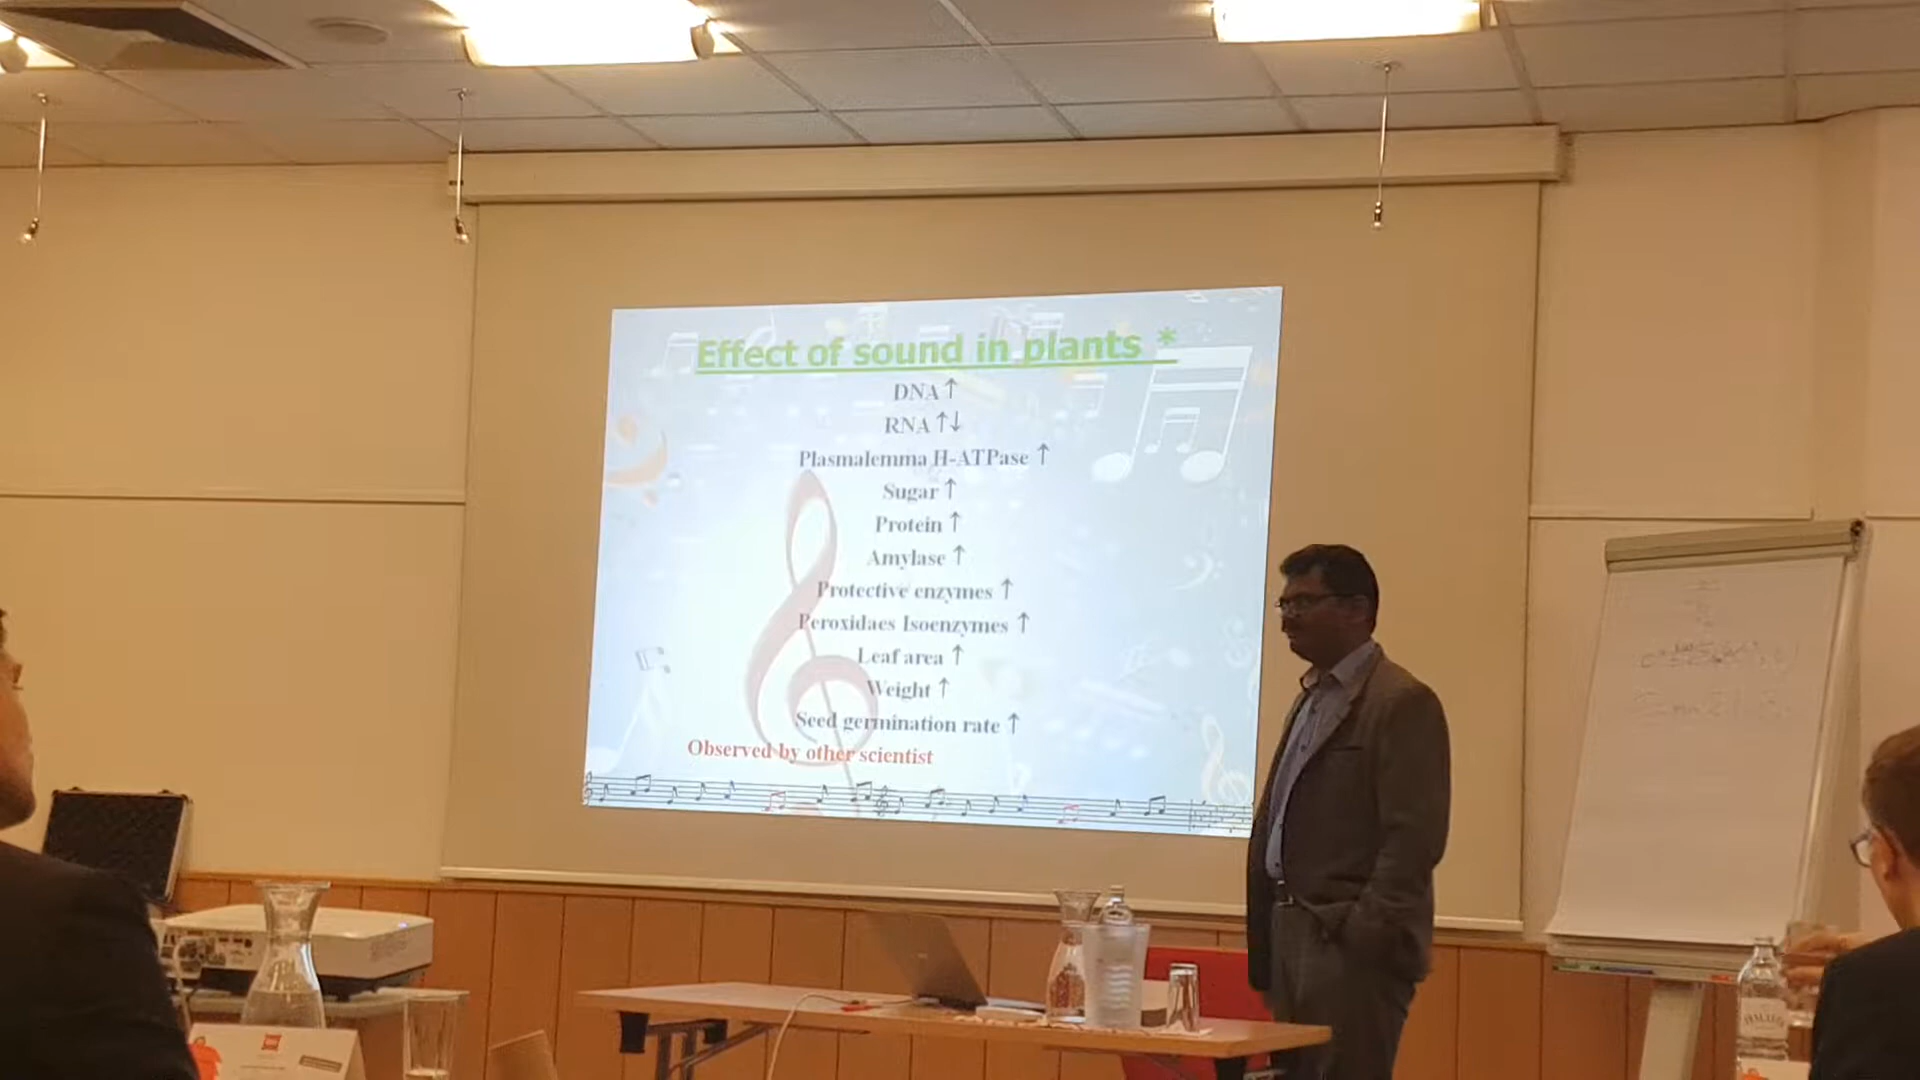 Effect of sound in plants *
DNA ↑
RNA ↑↓
Plasmalemma H-ATPase ↑
Sugar ↑
Protein ↑
Amylase ↑
Protective enzymes ↑
Peroxidaes Isoenzymes ↑
Leaf area ↑
Weight ↑
Seed germination rate ↑
Observed by other scientist